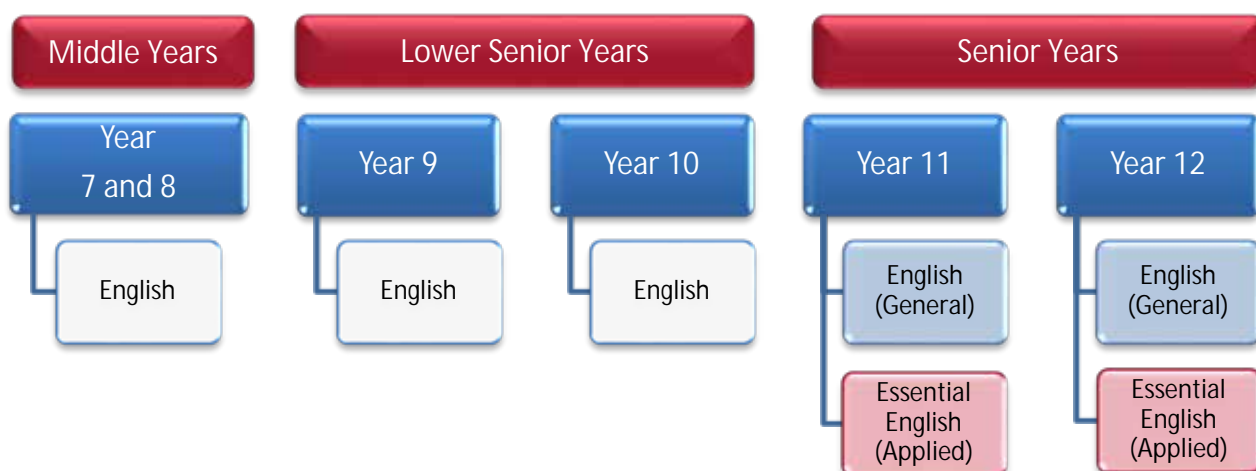 Middle Years
Lower Senior Years
Senior Years
Year
7 and 8
Year 9
Year 10
Year 11
Year 12
English
English
English
English
(General)
English
(General)
Essential
English
(Applied)
Essential
English
(Applied)